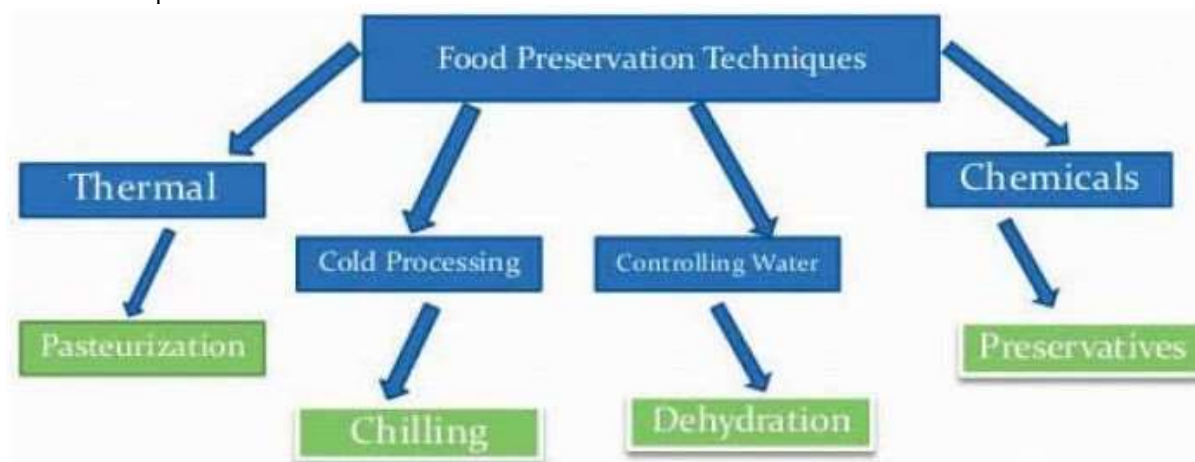 Food Preservation Techniques
Thermal
Chemicals
Cold Processing
Controlling Water
Pasteurization
Preservatives
Chilling
Dehydration